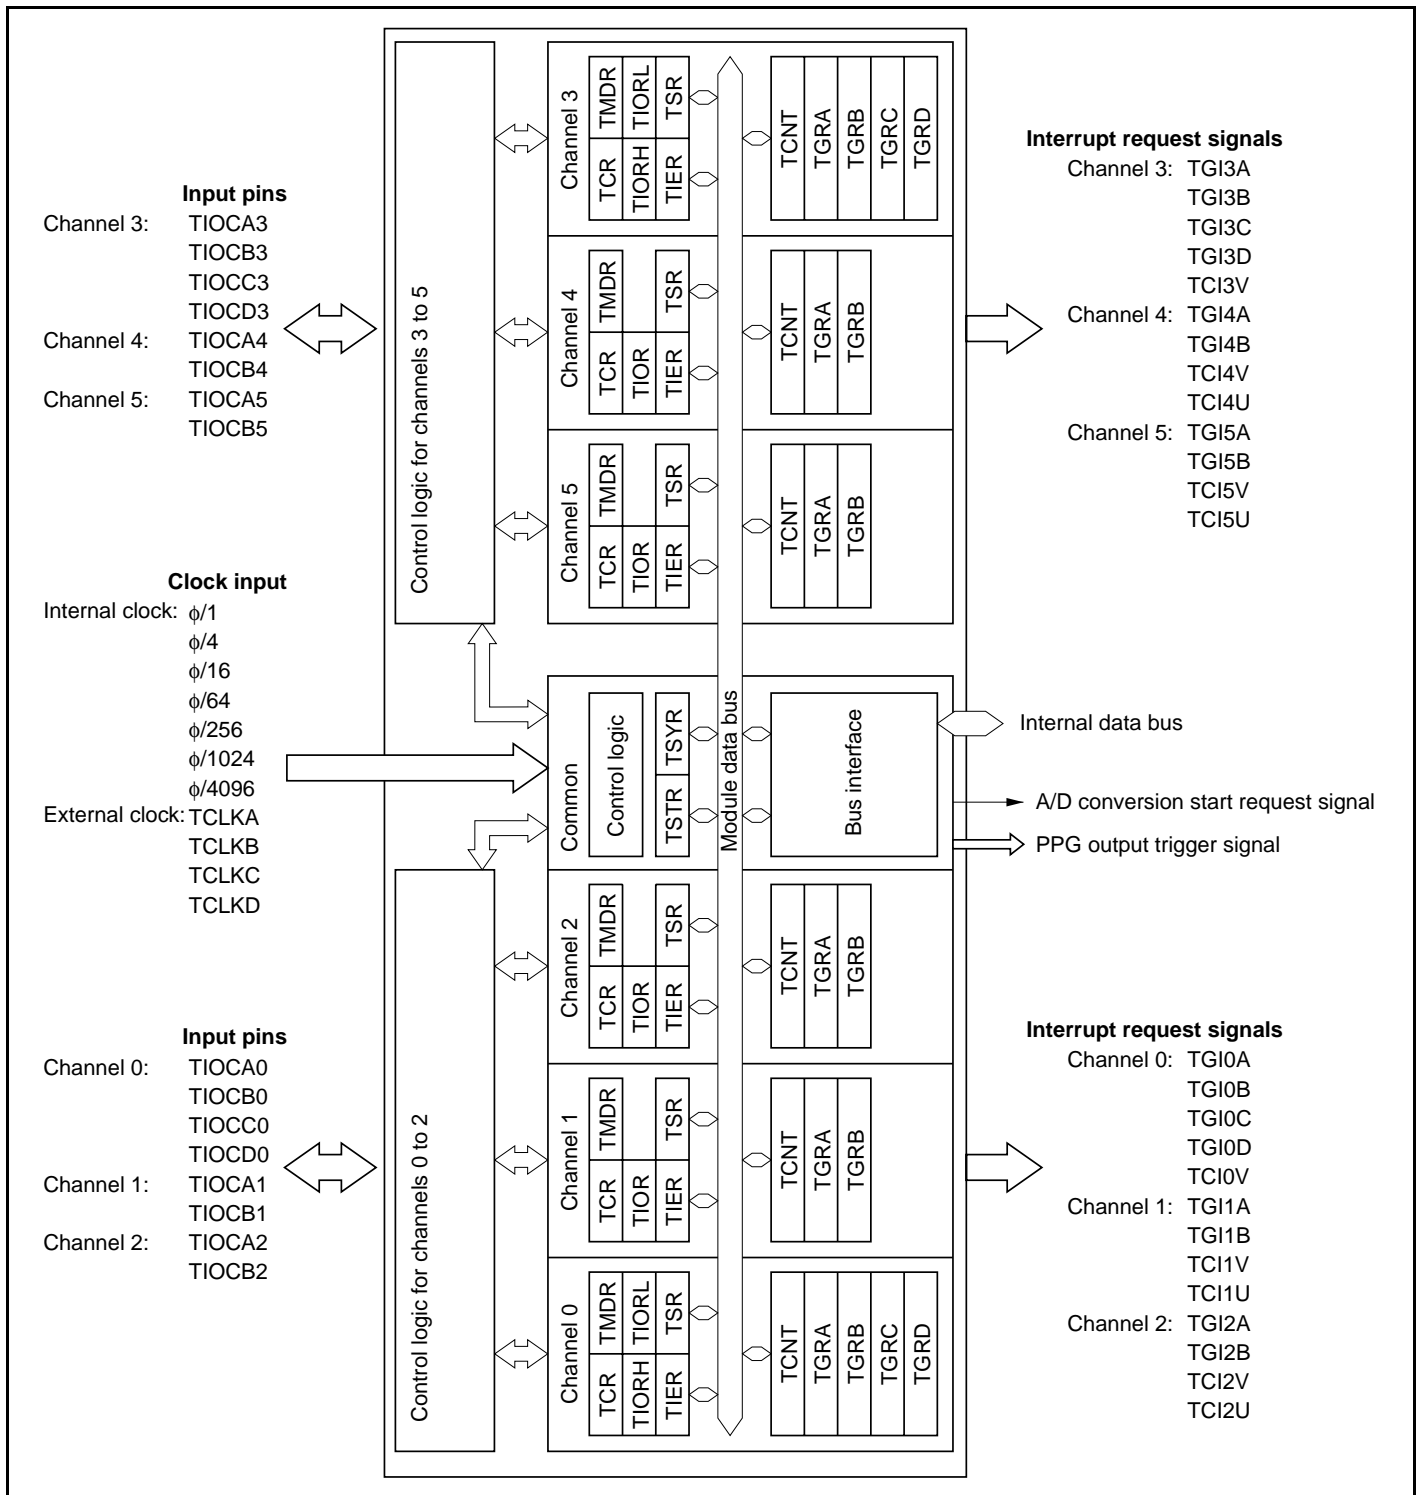 Input pins
Channel 3: TIOCA3
TIOCB3
TIOCC3
TIOCD3
Channel 4: TIOCA4
TIOCB4
Channel 5: TIOCA5
TIOCB5
Clock input
Internal clock: ϕ/1
ϕ/4
ϕ/16
ϕ/64
ϕ/256
ϕ/1024
ϕ/4096
External clock: TCLKA
TCLKB
TCLKC
TCLKD
Input pins
Channel 0: TIOCA0
TIOCB0
TIOCC0
TIOCD0
Channel 1: TIOCA1
TIOCB1
Channel 2: TIOCA2
TIOCB2
Control logic for channels 3 to 5
Control logic for channels 0 to 2
Channel 3
TCR TMDR
TIORH TIORL
TIER TSR
TCNT
TGRA
TGRB
TGRC
TGRD
Channel 4
TCR TMDR
TIOR
TIER TSR
TCNT
TGRA
TGRB
Channel 5
TCR TMDR
TIOR
TIER TSR
TCNT
TGRA
TGRB
Common
Control logic
TSTR TSYR
Module data bus
Bus interface
Channel 2
TCR TMDR
TIOR
TIER TSR
TCNT
TGRA
TGRB
Channel 1
TCR TMDR
TIOR
TIER TSR
TCNT
TGRA
TGRB
Channel 0
TCR TMDR
TIORH TIORL
TIER TSR
TCNT
TGRA
TGRB
TGRC
TGRD
Interrupt request signals
Channel 3: TGI3A
TGI3B
TGI3C
TGI3D
TCI3V
Channel 4: TGI4A
TGI4B
TCI4V
TCI4U
Channel 5: TGI5A
TGI5B
TCI5V
TCI5U
Internal data bus
A/D conversion start request signal
PPG output trigger signal
Interrupt request signals
Channel 0: TGI0A
TGI0B
TGI0C
TGI0D
TCI0V
Channel 1: TGI1A
TGI1B
TCI1V
TCI1U
Channel 2: TGI2A
TGI2B
TCI2V
TCI2U